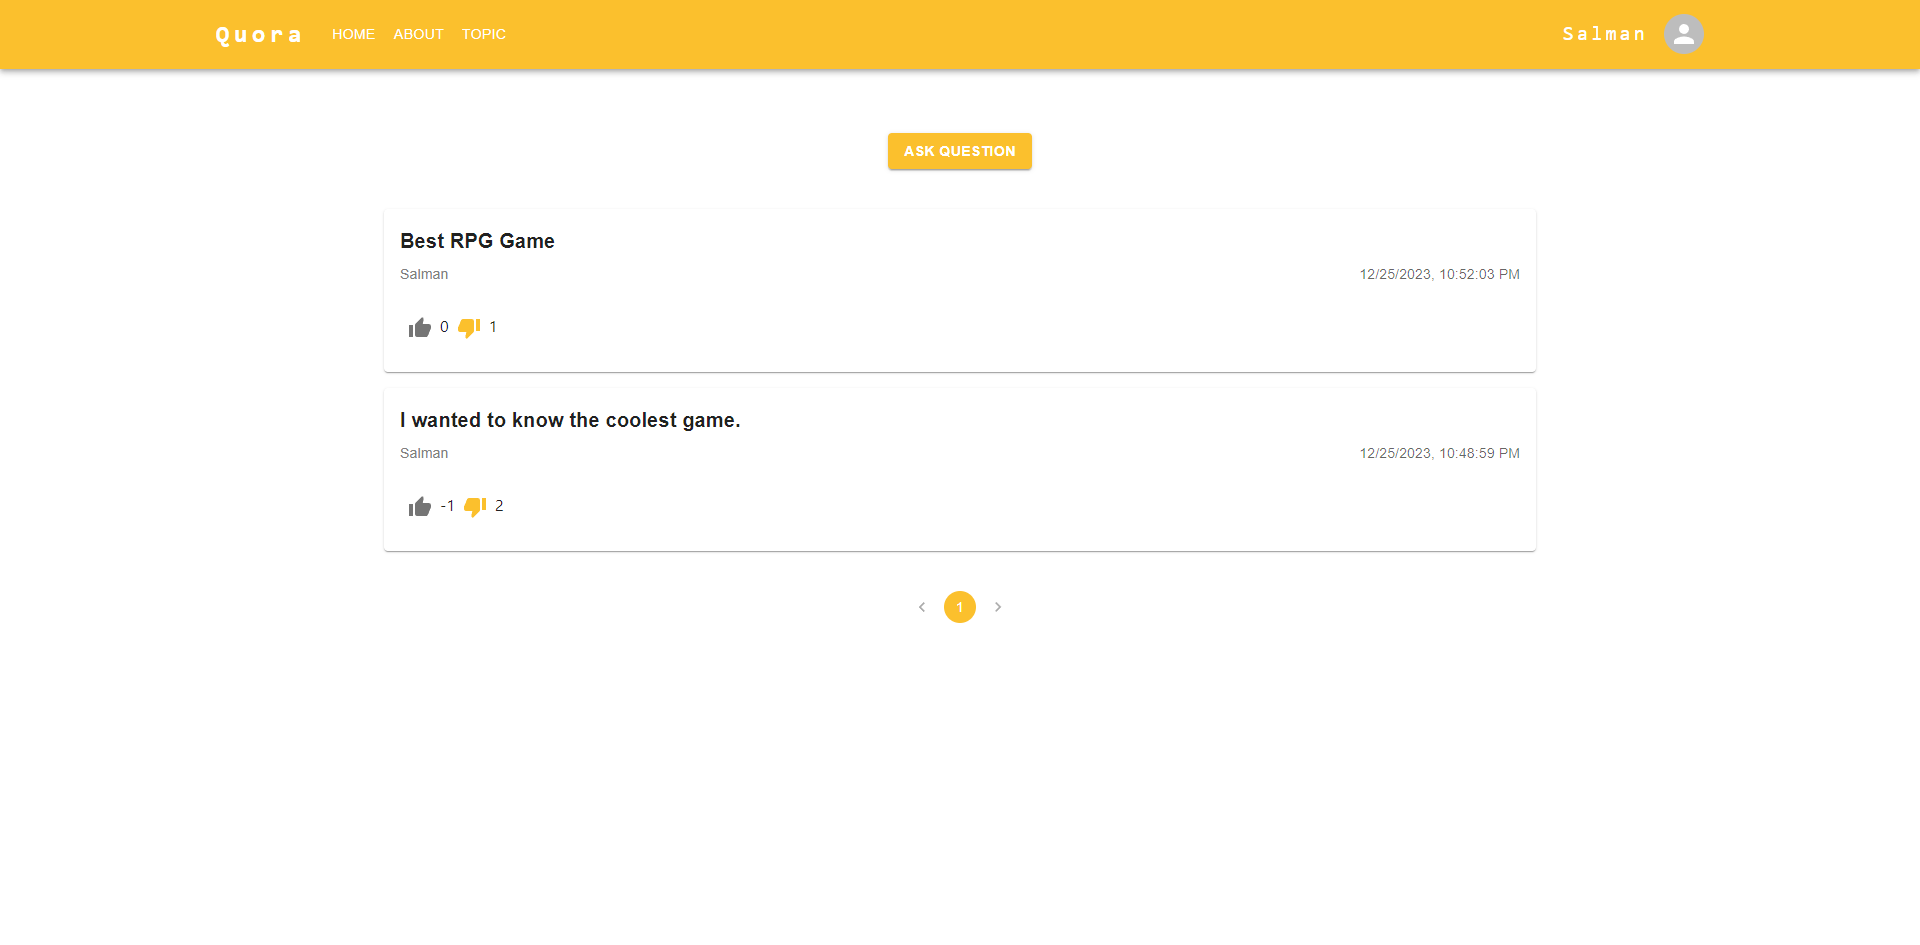 Quora HOME ABOUT TOPIC Salman
ASK QUESTION
Best RPG Game
Salman 12/25/2023, 10:52:03 PM
0 1
I wanted to know the coolest game.
Salman 12/25/2023, 10:48:59 PM
-1 2
1